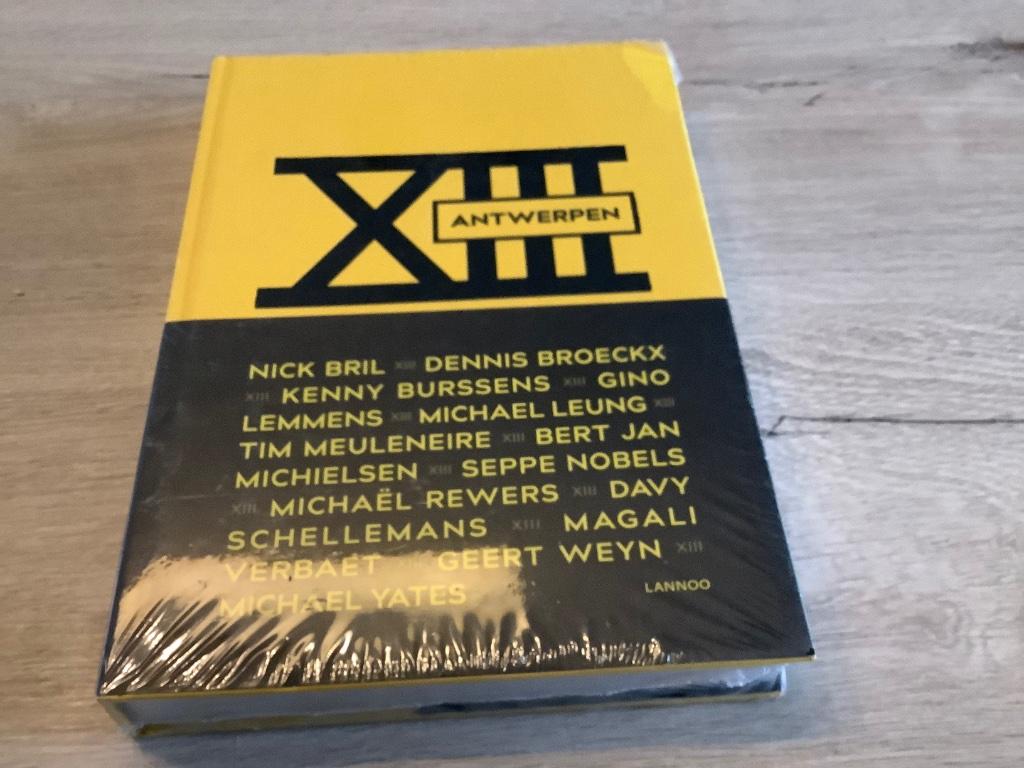 XIII
ANTWERPEN
NICK BRIL XIII DENNIS BROECKX
XIII KENNY BURSSENS XIII GINO
LEMMENS XIII MICHAEL LEUNG XIII
TIM MEULENEIRE XIII BERT JAN
MICHIELSEN XIII SEPPE NOBELS
XIII MICHAËL REWERS XIII DAVY
SCHELLEMANS XIII MAGALI
VERBAET XIII GEERT WEYN XIII
MICHAEL YATES
LANNOO